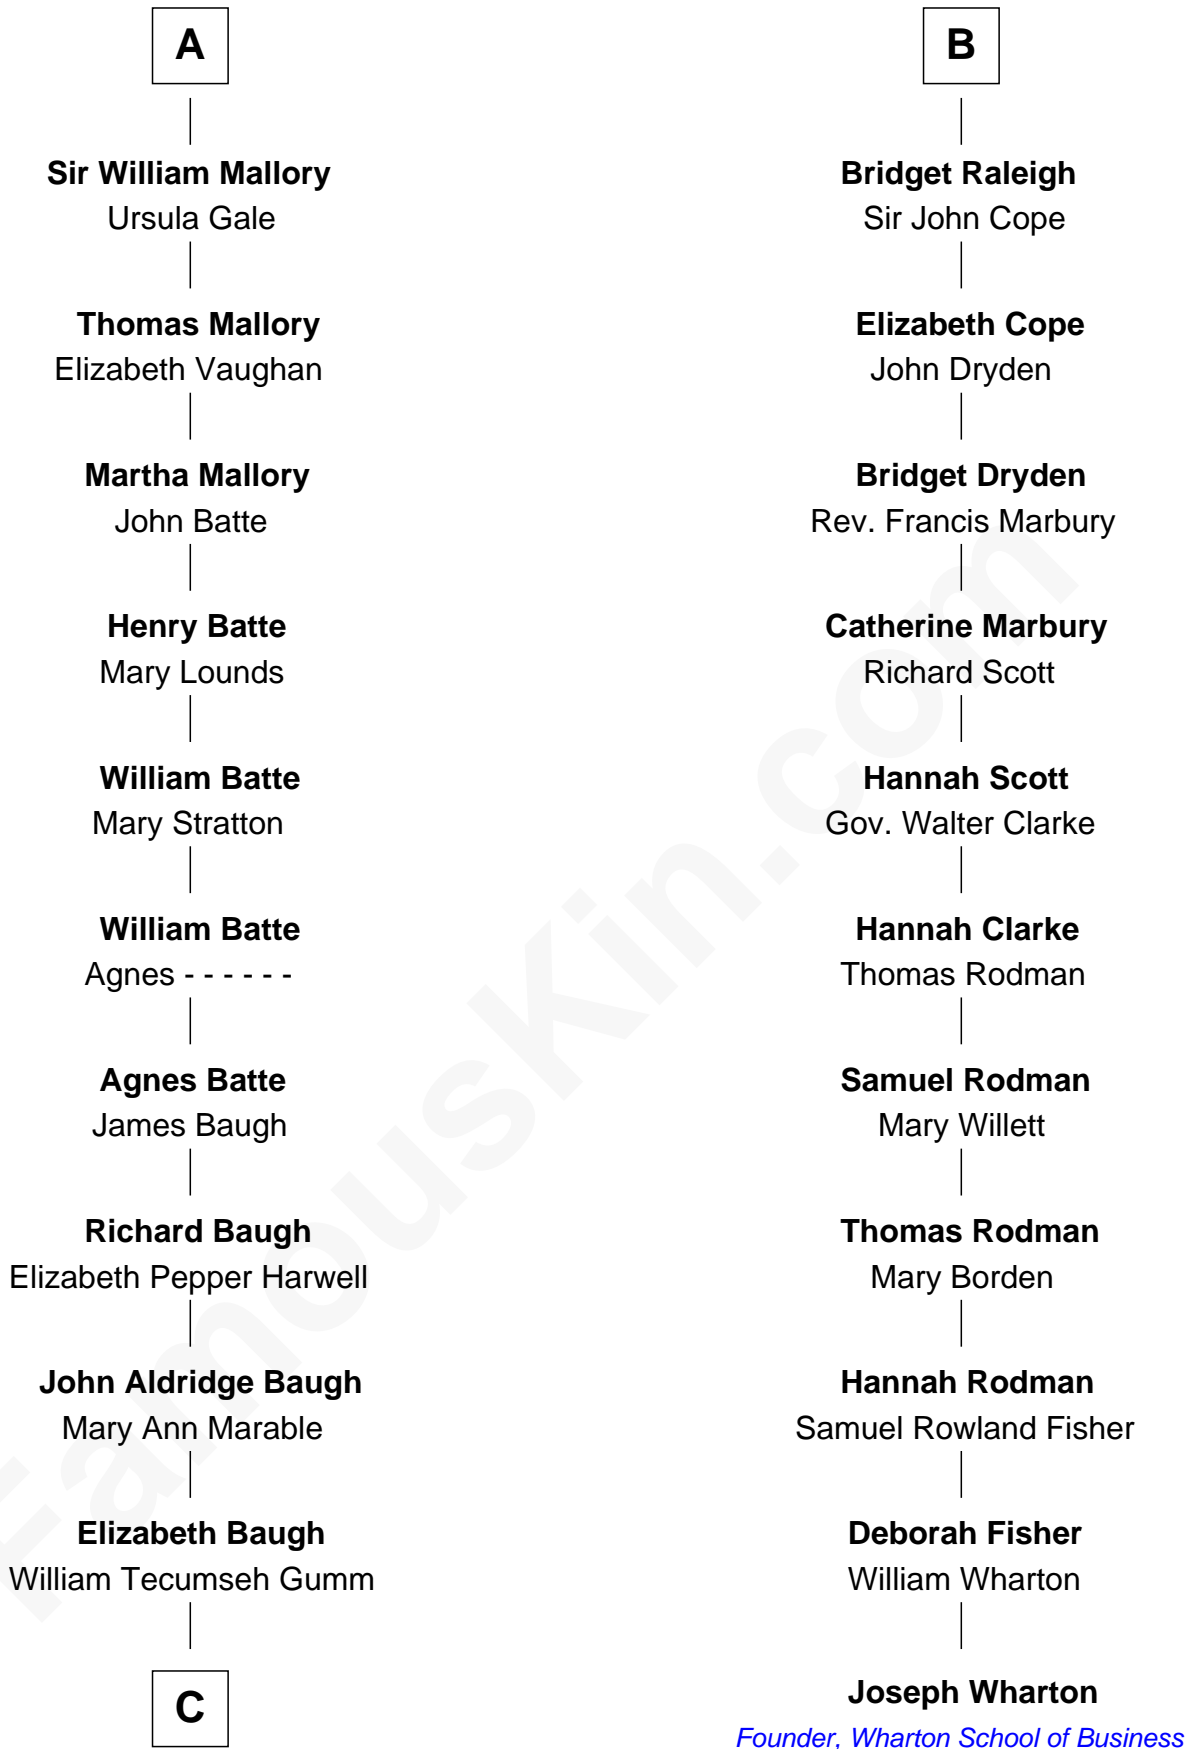 A
Sir William Mallory
Ursula Gale
Thomas Mallory
Elizabeth Vaughan
Martha Mallory
John Batte
Henry Batte
Mary Lounds
William Batte
Mary Stratton
William Batte
Agnes - - - - - -
Agnes Batte
James Baugh
Richard Baugh
Elizabeth Pepper Harwell
John Aldridge Baugh
Mary Ann Marable
Elizabeth Baugh
William Tecumseh Gumm
C
B
Bridget Raleigh
Sir John Cope
Elizabeth Cope
John Dryden
Bridget Dryden
Rev. Francis Marbury
Catherine Marbury
Richard Scott
Hannah Scott
Gov. Walter Clarke
Hannah Clarke
Thomas Rodman
Samuel Rodman
Mary Willett
Thomas Rodman
Mary Borden
Hannah Rodman
Samuel Rowland Fisher
Deborah Fisher
William Wharton
Joseph Wharton
Founder, Wharton School of Business
FamousKin.com